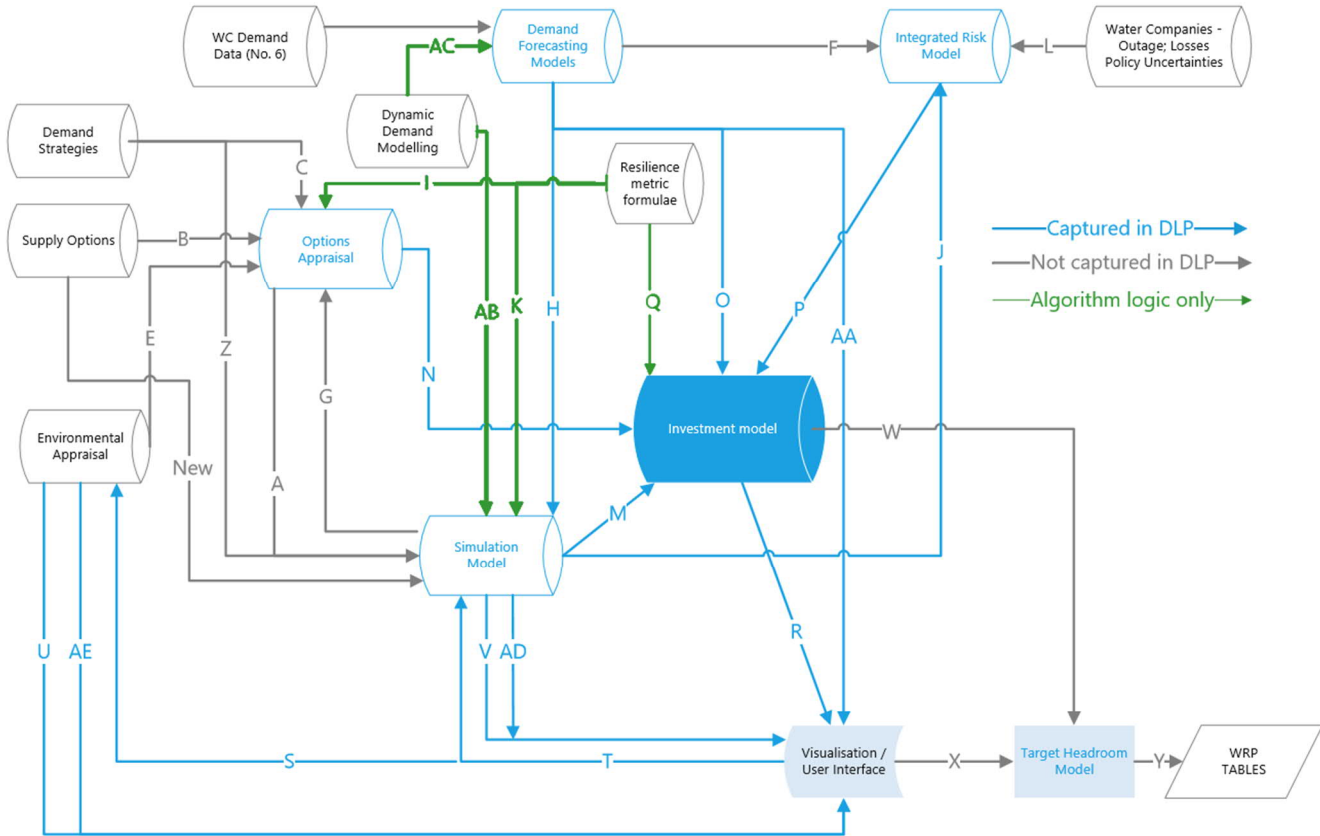 WC Demand
Data (No. 6)
AC
Demand
Forecasting
Models
F
Integrated Risk
Model
L
Water Companies -
Outage; Losses
Policy Uncertainties
Demand
Strategies
Dynamic
Demand
Modelling
C
I
Resilience
metric
formulae
Supply Options
B
Options
Appraisal
Captured in DLP
Not captured in DLP
Algorithm logic only
E
Z
G
N
AB
K
H
Q
O
P
AA
J
Environmental
Appraisal
New
A
Investment model
W
M
Simulation
Model
U
AE
V
AD
R
S
T
Visualisation /
User Interface
X
Target Headroom
Model
Y
WRP
TABLES